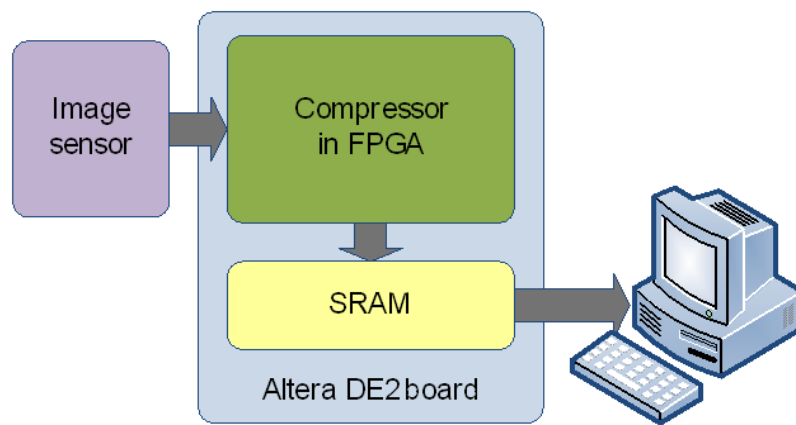 Image
sensor
Compressor
in FPGA
SRAM
Altera DE2 board